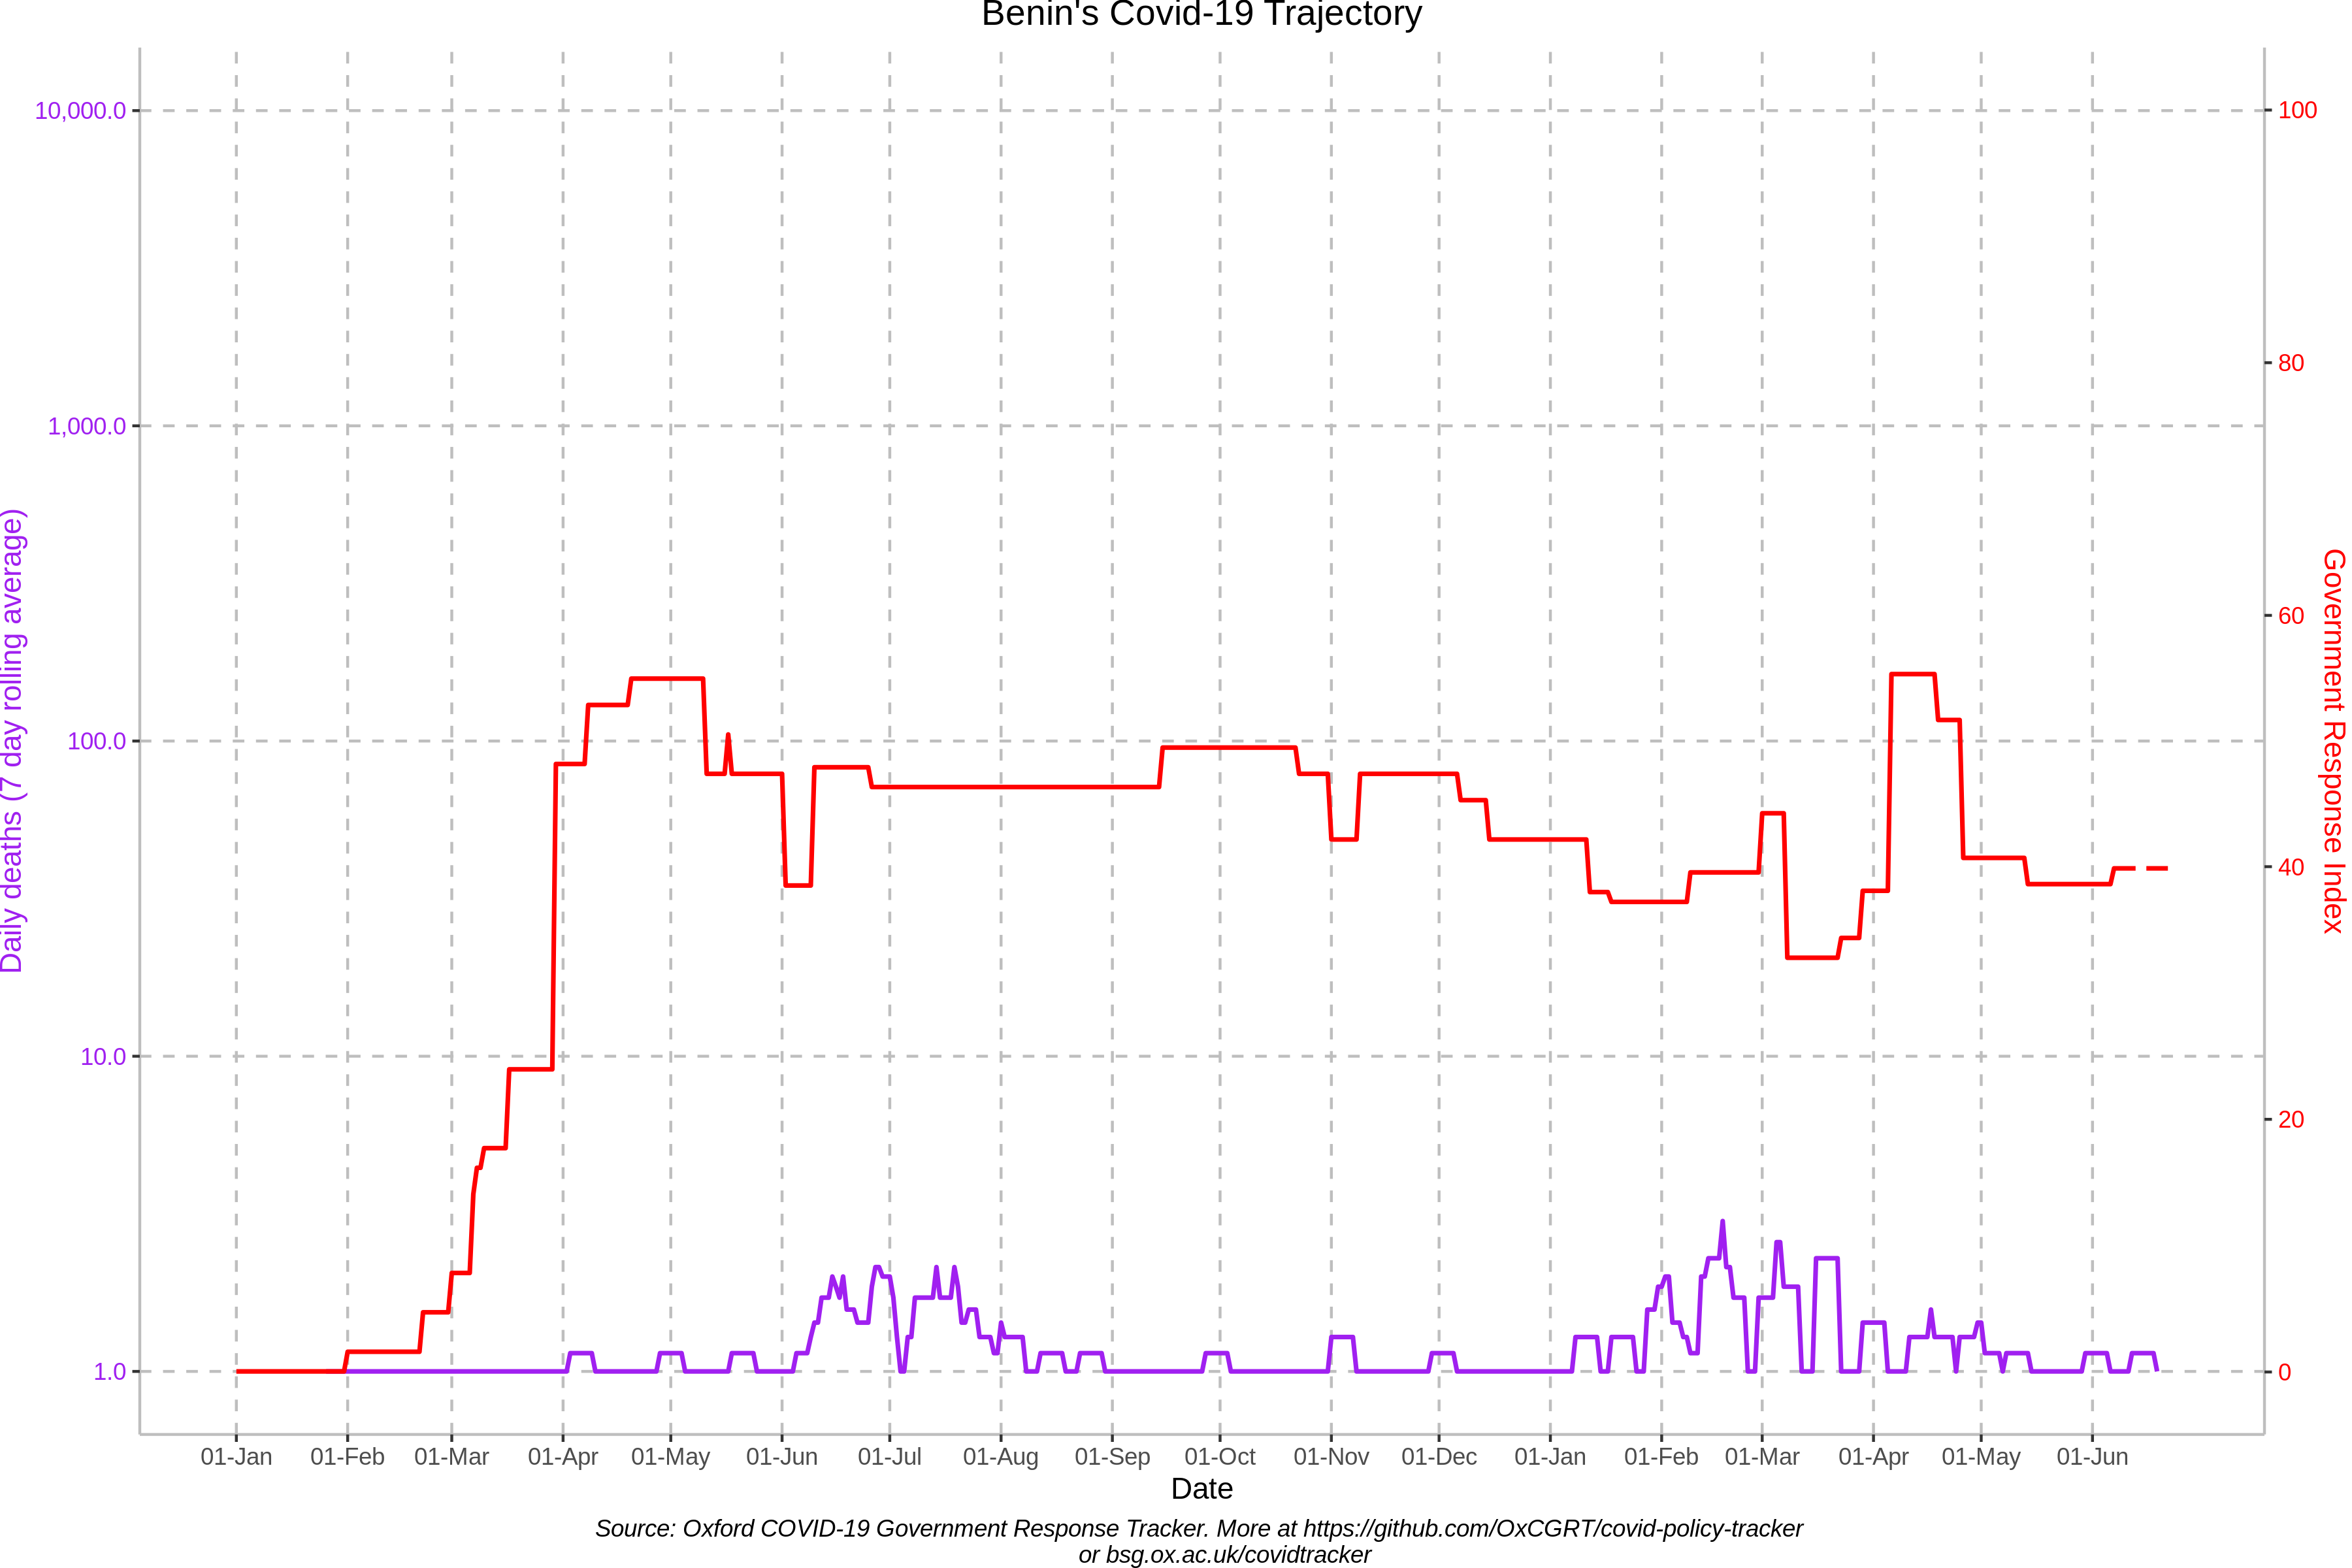 Benin's Covid-19 Trajectory
10,000.0
1,000.0
100.0
10.0
1.0
Daily deaths (7 day rolling average)
100
80
60
40
20
0
Government Response Index
01-Jan 01-Feb 01-Mar 01-Apr 01-May 01-Jun 01-Jul 01-Aug 01-Sep 01-Oct 01-Nov 01-Dec 01-Jan 01-Feb 01-Mar 01-Apr 01-May 01-Jun
Date
Source: Oxford COVID-19 Government Response Tracker. More at https://github.com/OxCGRT/covid-policy-tracker
or bsg.ox.ac.uk/covidtracker